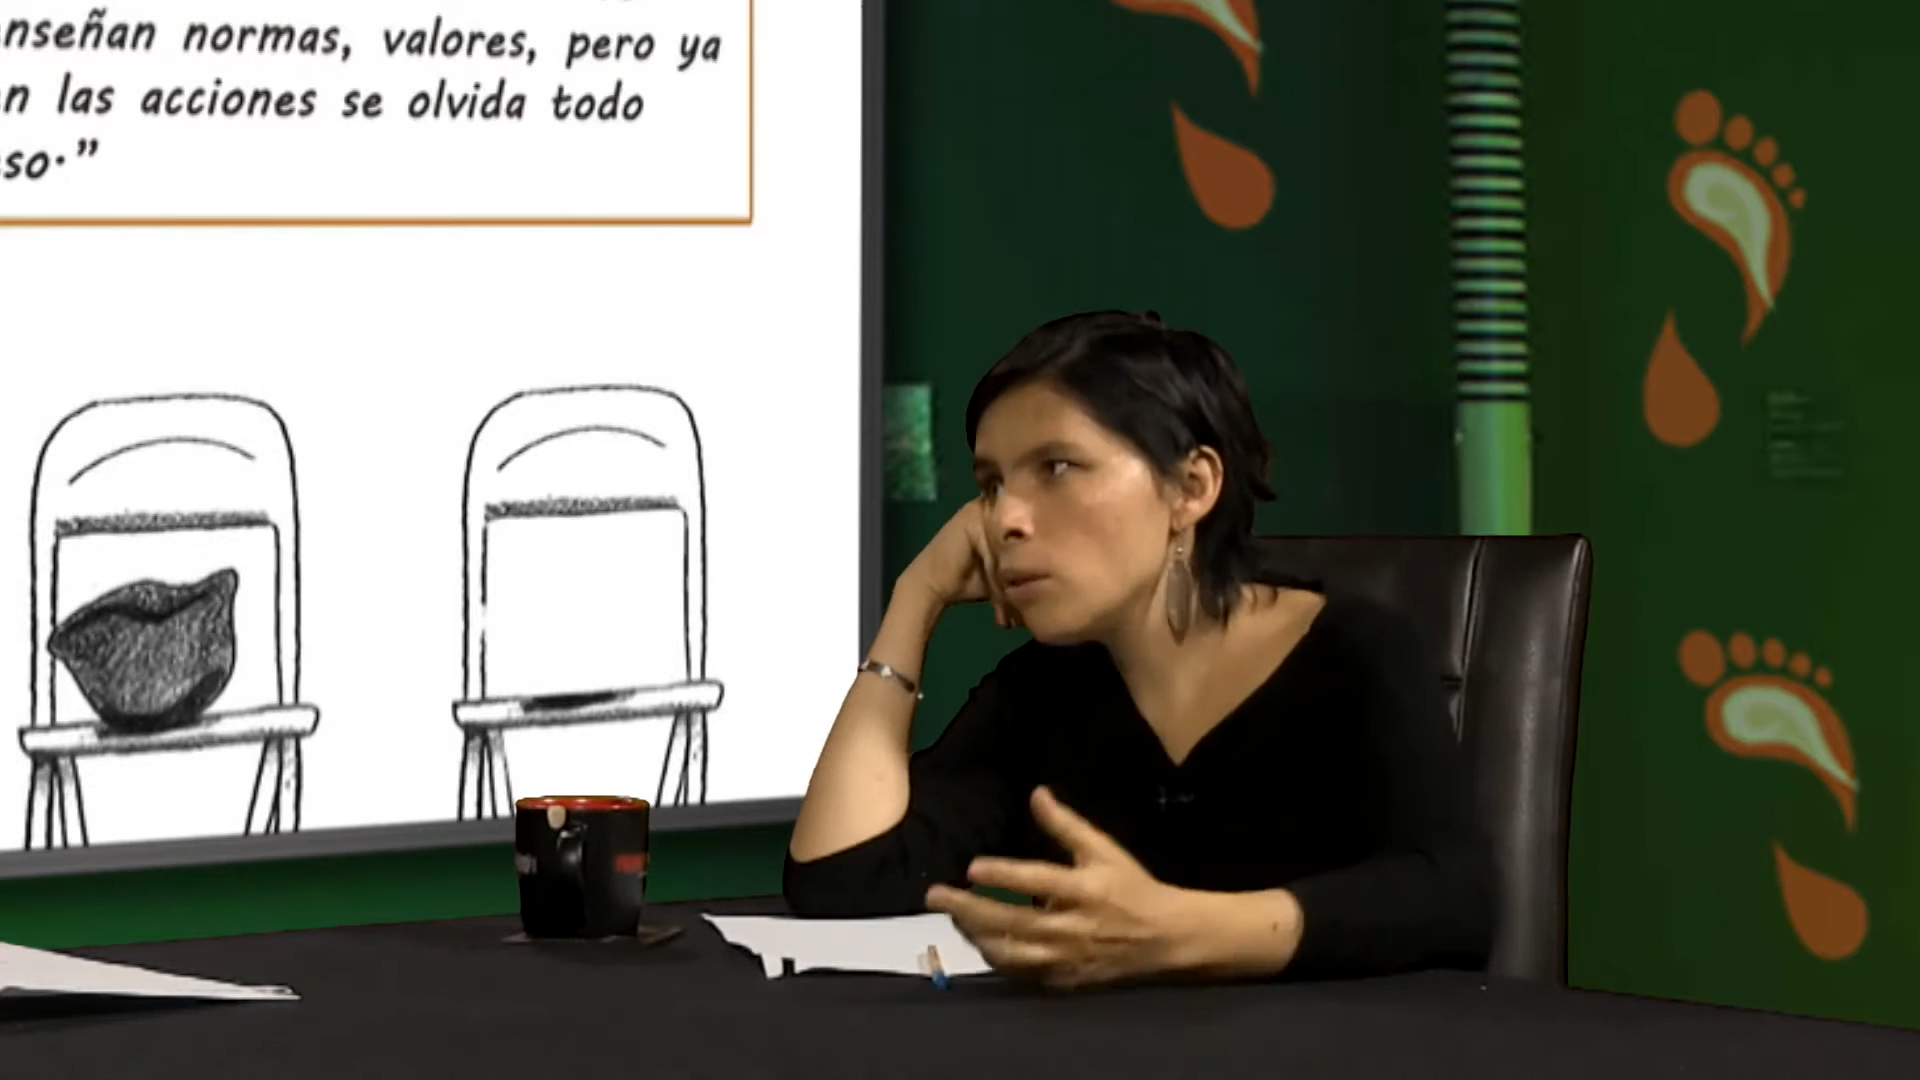 nseñan normas, valores, pero ya
n las acciones se olvida todo
so."